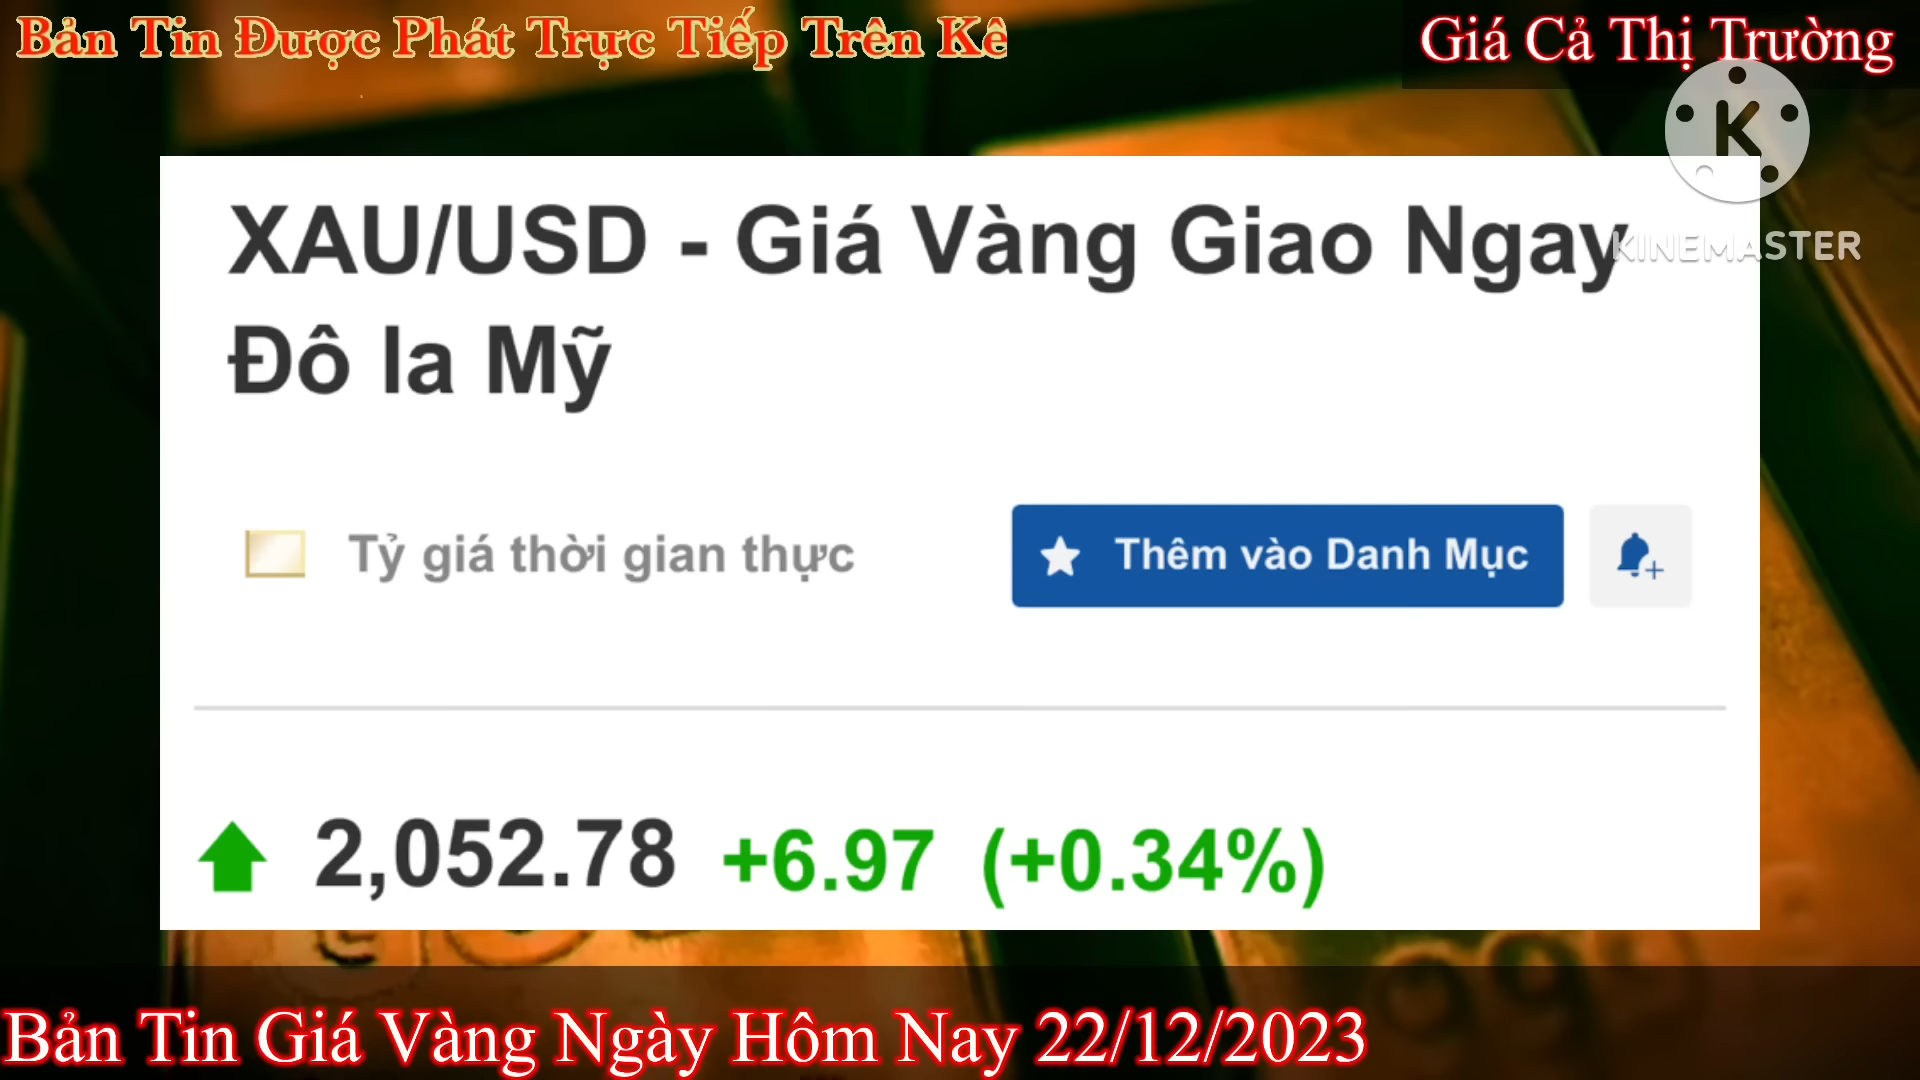 Bản Tin Được Phát Trực Tiếp Trên Kê
Giá Cả Thị Trường
K
KINEMASTER
XAU/USD - Giá Vàng Giao Ngay
Đô la Mỹ
Tỷ giá thời gian thực
Thêm vào Danh Mục
2,052.78 +6.97 (+0.34%)
Bản Tin Giá Vàng Ngày Hôm Nay 22/12/2023